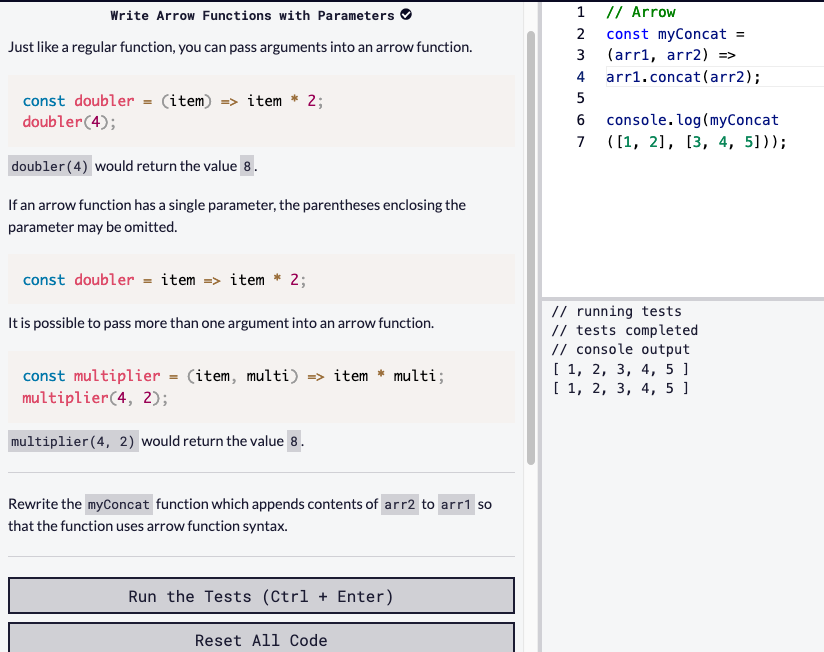 Write Arrow Functions with Parameters
Just like a regular function, you can pass arguments into an arrow function.
const doubler = (item) => item * 2;
doubler(4);
doubler(4) would return the value 8.
If an arrow function has a single parameter, the parentheses enclosing the
parameter may be omitted.
const doubler = item => item * 2;
It is possible to pass more than one argument into an arrow function.
const multiplier = (item, multi) => item * multi;
multiplier(4, 2);
multiplier(4, 2) would return the value 8.
Rewrite the myConcat function which appends contents of arr2 to arr1 so
that the function uses arrow function syntax.
Run the Tests (Ctrl + Enter)
Reset All Code
1 // Arrow
2 const myConcat =
3 (arr1, arr2) =>
4 arr1.concat(arr2);
5
6 console.log(myConcat
7 ([1, 2], [3, 4, 5]));
// running tests
// tests completed
// console output
[ 1, 2, 3, 4, 5 ]
[ 1, 2, 3, 4, 5 ]